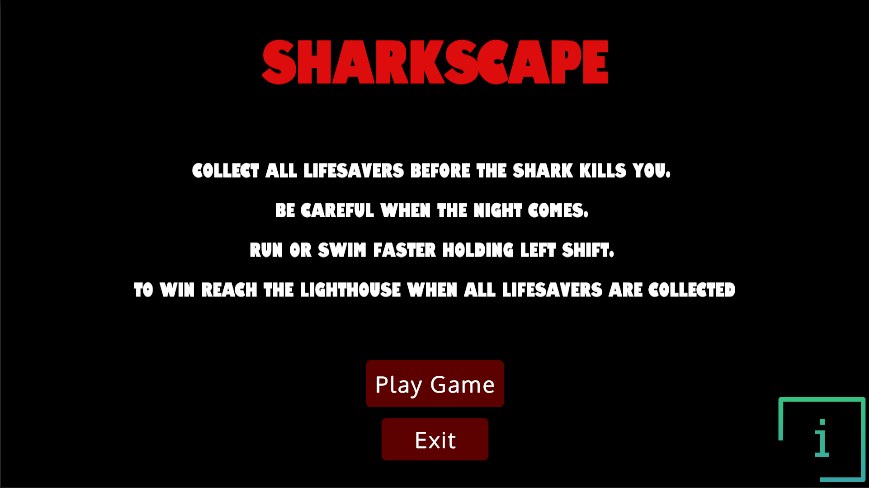 SHARKSCAPE
COLLECT ALL LIFESAVERS BEFORE THE SHARK KILLS YOU.
BE CAREFUL WHEN THE NIGHT COMES.
RUN OR SWIM FASTER HOLDING LEFT SHIFT.
TO WIN REACH THE LIGHTHOUSE WHEN ALL LIFESAVERS ARE COLLECTED
Play Game
Exit
i